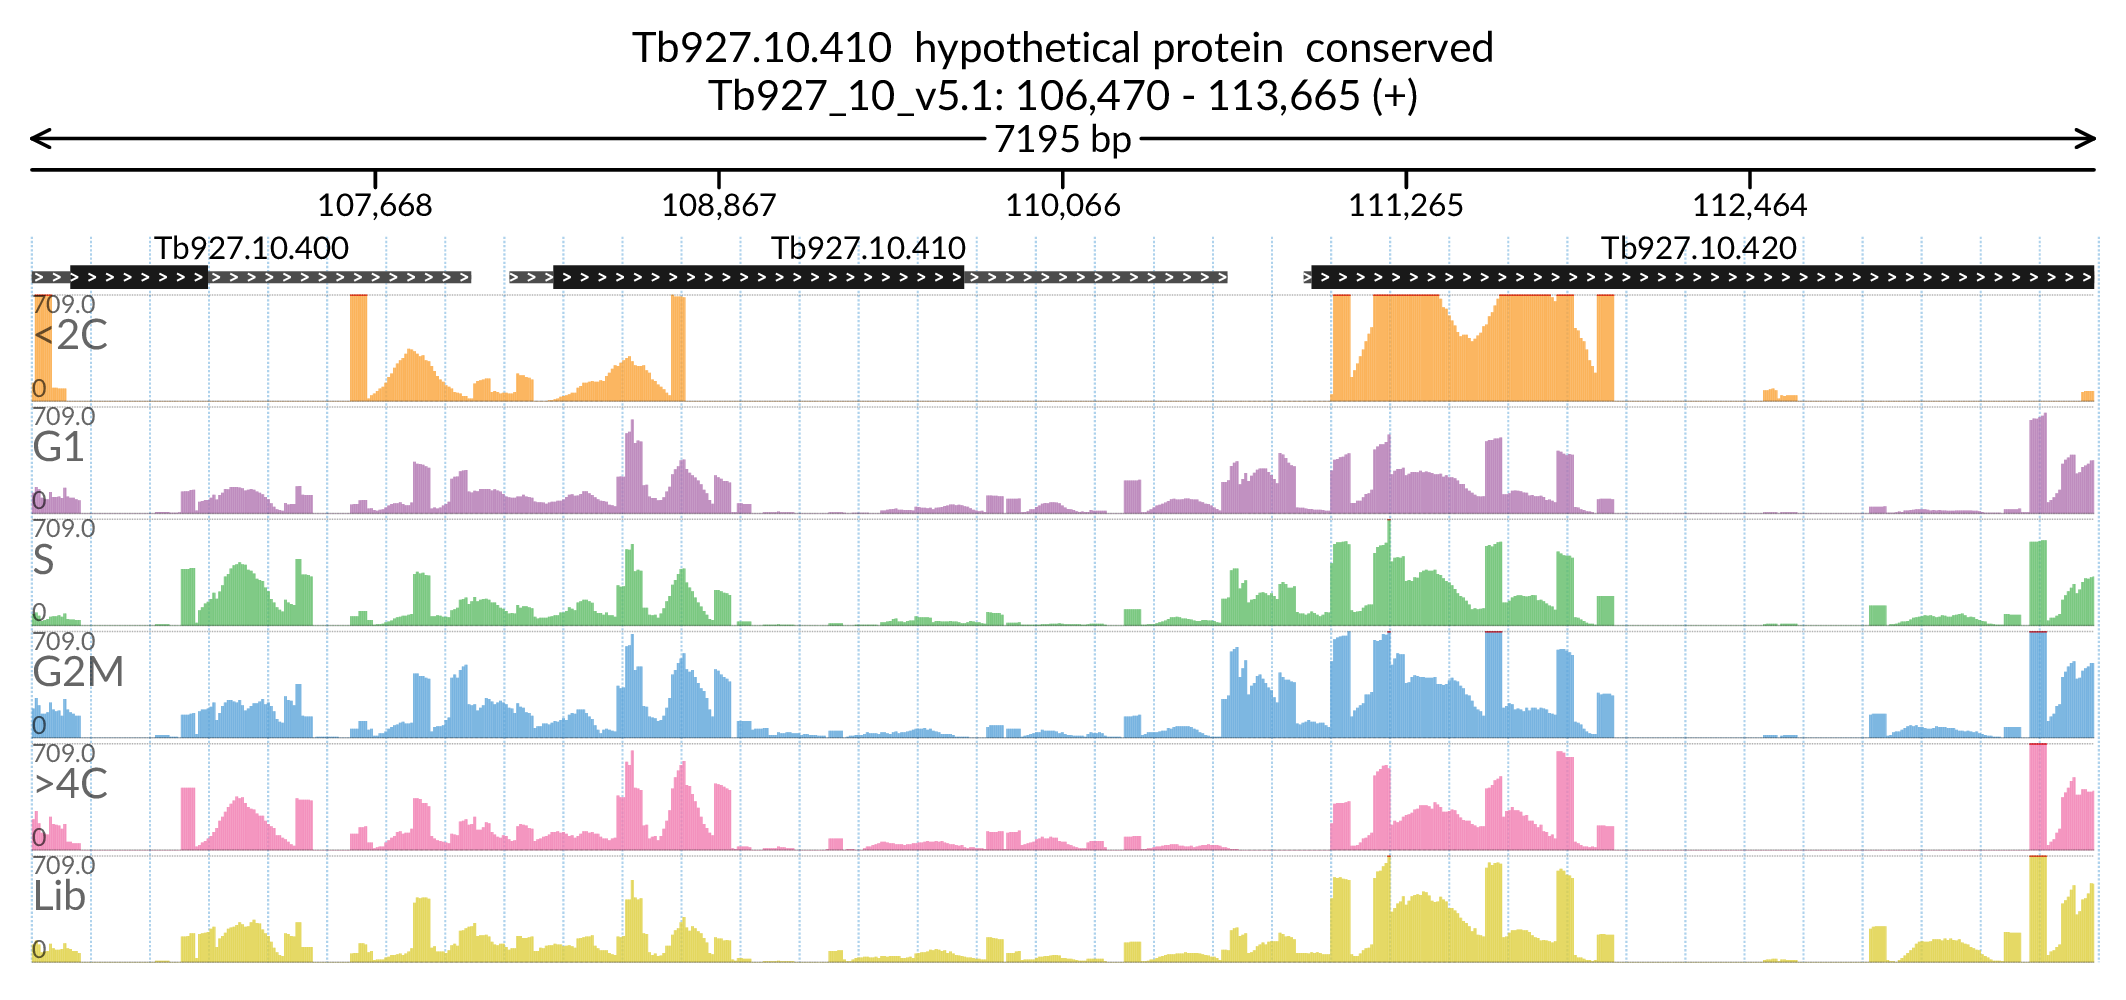 Tb927.10.410  hypothetical protein  conserved
Tb927_10_v5.1: 106,470 - 113,665 (+)
7195 bp
107,668 108,867 110,066 111,265 112,464
Tb927.10.400 Tb927.10.410 Tb927.10.420
709.0
<2C
0
709.0
G1
0
709.0
S
0
709.0
G2M
0
709.0
>4C
0
709.0
Lib
0